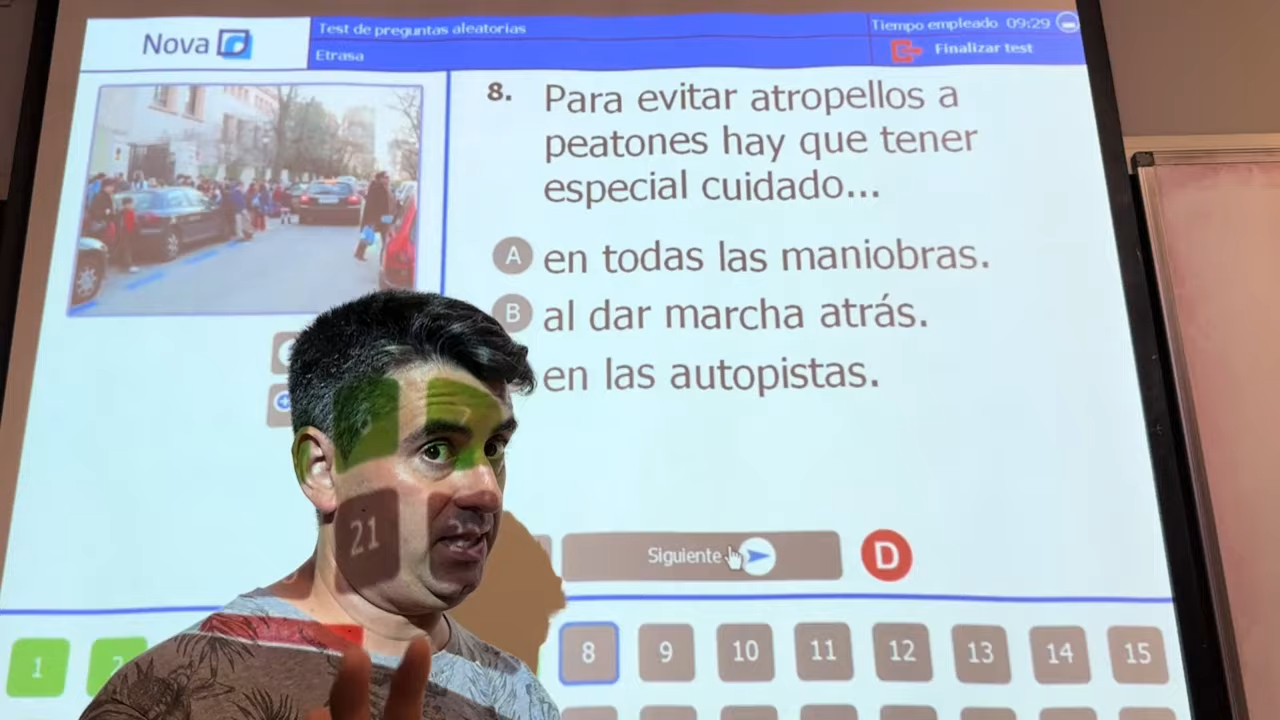 Nova
Test de preguntas aleatorias
Etrasa
Tiempo empleado 09:29
Finalizar test
8. Para evitar atropellos a
peatones hay que tener
especial cuidado...
A en todas las maniobras.
B al dar marcha atrás.
en las autopistas.
21
Siguiente
D
1 2 8 9 10 11 12 13 14 15